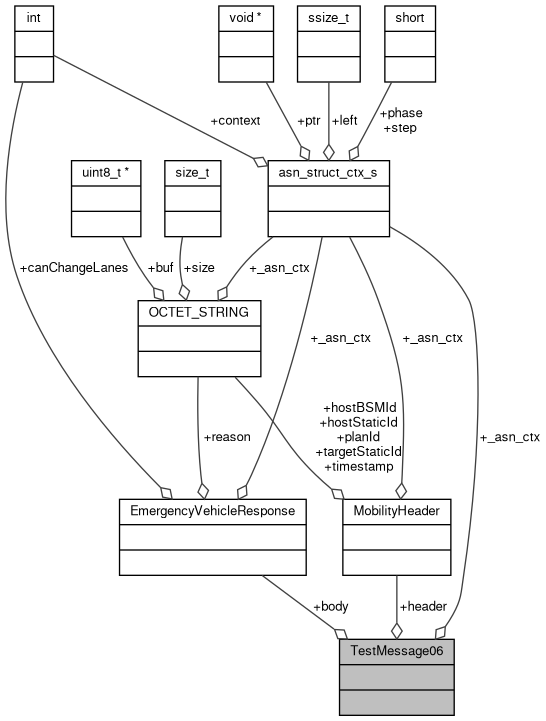 int
void *
ssize_t
short
+context
+ptr
+left
+phase
+step
uint8_t *
size_t
asn_struct_ctx_s
+canChangeLanes
+buf
+size
+_asn_ctx
OCTET_STRING
+_asn_ctx
+_asn_ctx
+reason
+hostBSMId
+hostStaticId
+planId
+targetStaticId
+timestamp
+_asn_ctx
EmergencyVehicleResponse
MobilityHeader
+body
+header
TestMessage06